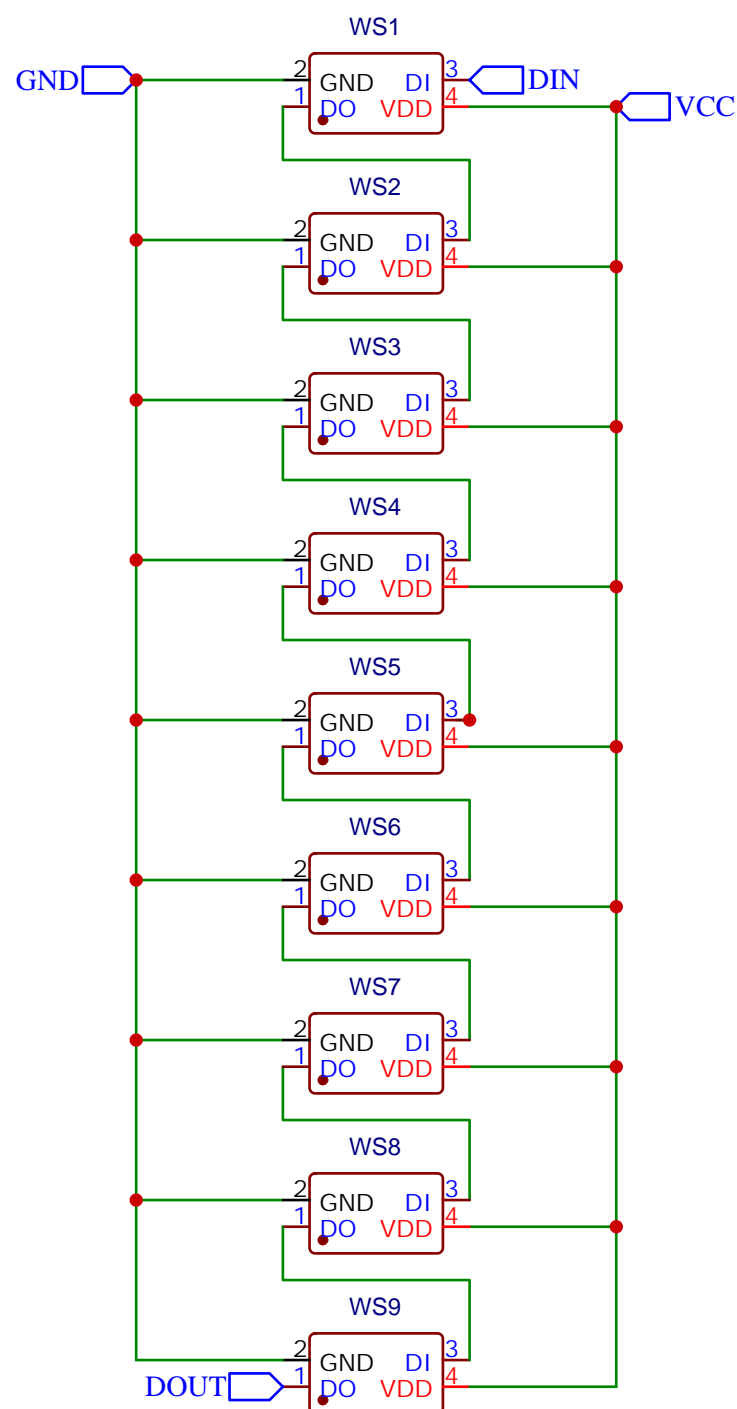 WS1
GND 2 GND DI 3 DIN
1 DO VDD 4 VCC
WS2
2 GND DI 3
1 DO VDD 4
WS3
2 GND DI 3
1 DO VDD 4
WS4
2 GND DI 3
1 DO VDD 4
WS5
2 GND DI 3
1 DO VDD 4
WS6
2 GND DI 3
1 DO VDD 4
WS7
2 GND DI 3
1 DO VDD 4
WS8
2 GND DI 3
1 DO VDD 4
WS9
2 GND DI 3
DOUT 1 DO VDD 4